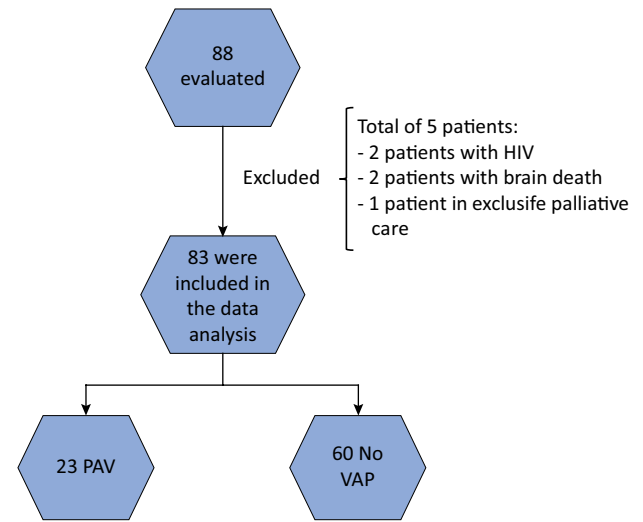 88
evaluated
Excluded
Total of 5 patients:
- 2 patients with HIV
- 2 patients with brain death
- 1 patient in exclusife palliative
care
83 were
included in
the data
analysis
23 PAV
60 No
VAP